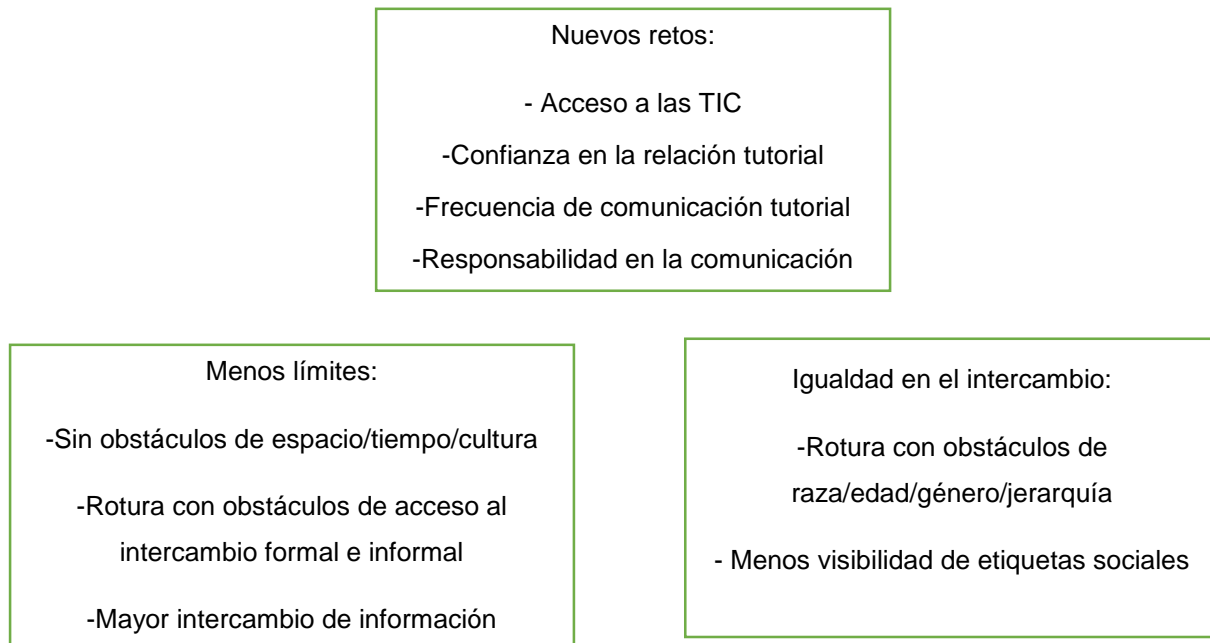 Nuevos retos:
- Acceso a las TIC
-Confianza en la relación tutorial
-Frecuencia de comunicación tutorial
-Responsabilidad en la comunicación
Menos límites:
-Sin obstáculos de espacio/tiempo/cultura
-Rotura con obstáculos de acceso al
intercambio formal e informal
-Mayor intercambio de información
Igualdad en el intercambio:
-Rotura con obstáculos de
raza/edad/género/jerarquía
- Menos visibilidad de etiquetas sociales